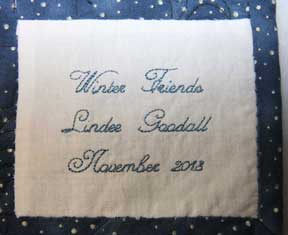 Winter Friends
Lindee Goodall
November 2013